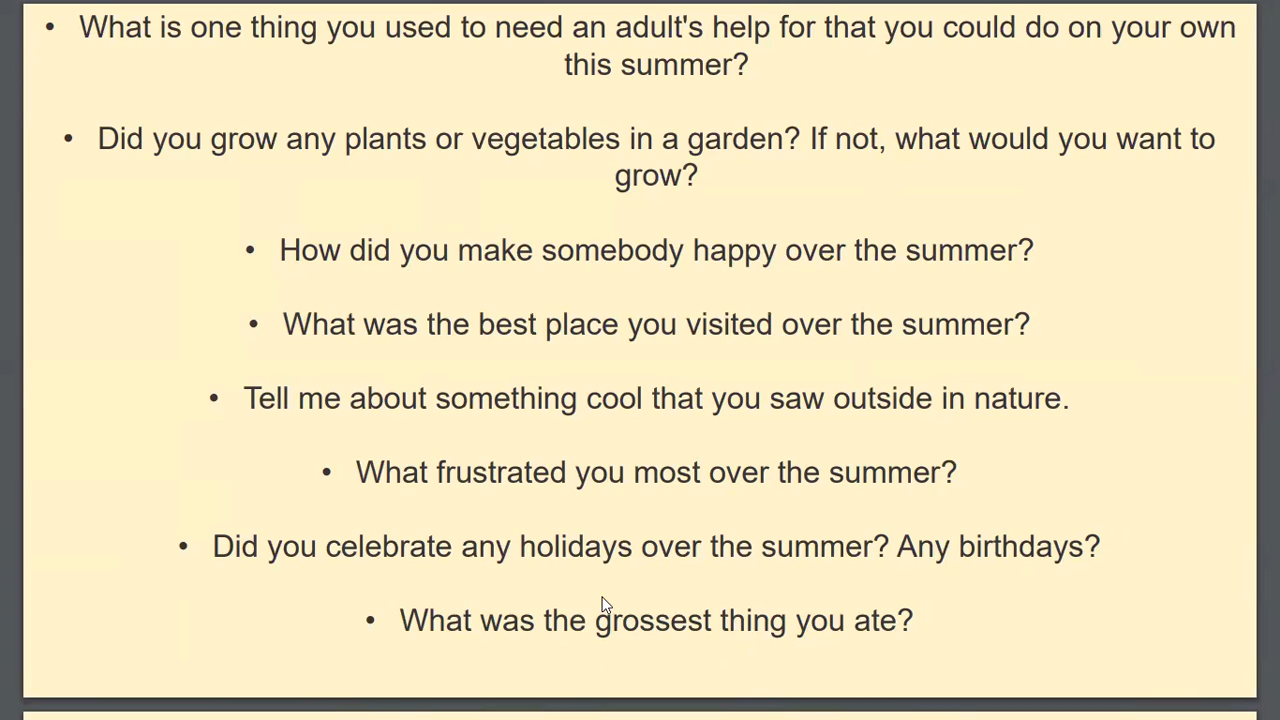 • What is one thing you used to need an adult's help for that you could do on your own
this summer?
• Did you grow any plants or vegetables in a garden? If not, what would you want to
grow?
• How did you make somebody happy over the summer?
• What was the best place you visited over the summer?
• Tell me about something cool that you saw outside in nature.
• What frustrated you most over the summer?
• Did you celebrate any holidays over the summer? Any birthdays?
• What was the grossest thing you ate?